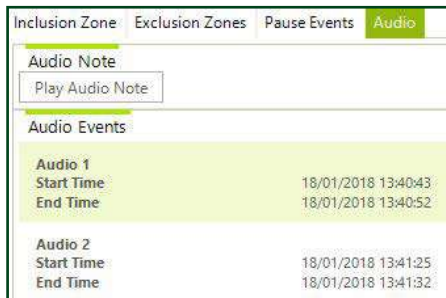 Inclusion Zone Exclusion Zones Pause Events Audio
Audio Note
Play Audio Note
Audio Events
Audio 1
Start Time 18/01/2018 13:40:43
End Time 18/01/2018 13:40:52
Audio 2
Start Time 18/01/2018 13:41:25
End Time 18/01/2018 13:41:32